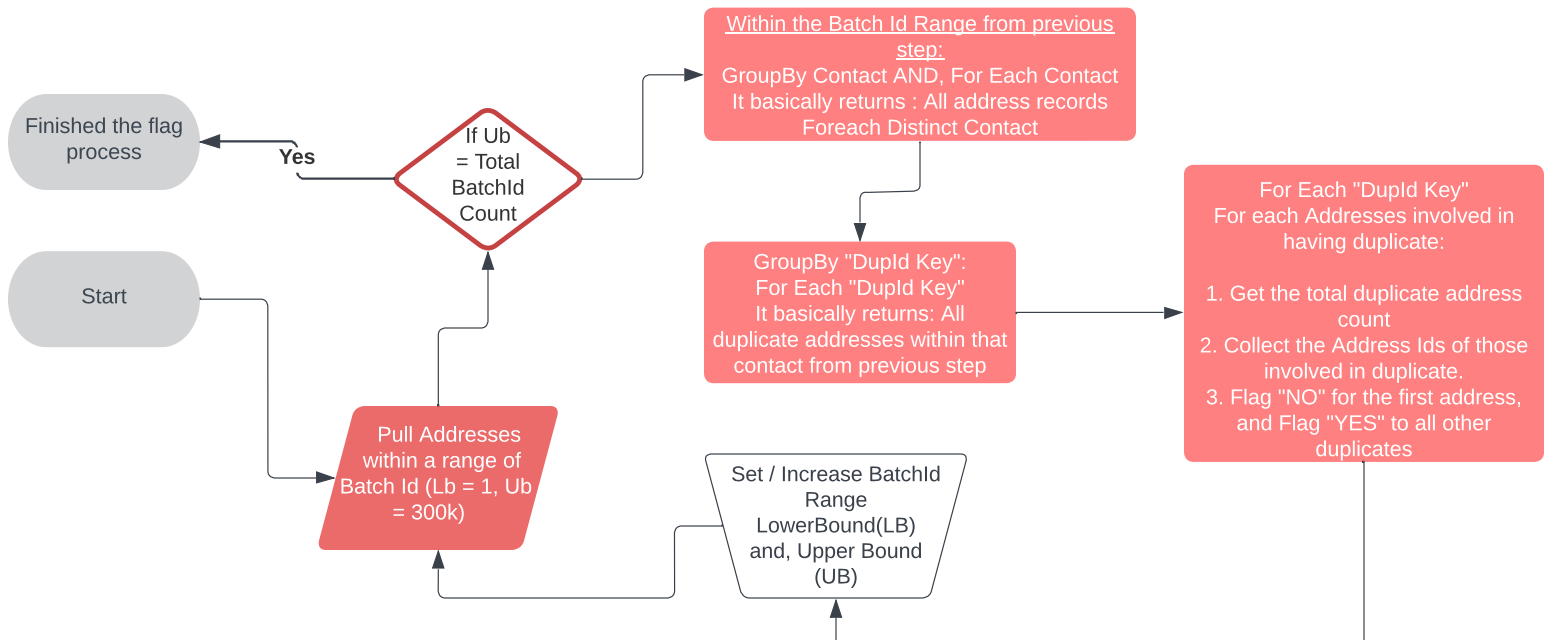 Within the Batch Id Range from previous
step:
GroupBy Contact AND, For Each Contact
It basically returns : All address records
Foreach Distinct Contact
Finished the flag
process
Yes
If Ub
= Total
BatchId
Count
Start
GroupBy "DupId Key":
For Each "DupId Key"
It basically returns: All
duplicate addresses within that
contact from previous step
For Each "DupId Key"
For each Addresses involved in
having duplicate:
1. Get the total duplicate address
count
2. Collect the Address Ids of those
involved in duplicate.
3. Flag "NO" for the first address,
and Flag "YES" to all other
duplicates
Pull Addresses
within a range of
Batch Id (Lb = 1, Ub
= 300k)
Set / Increase BatchId
Range
LowerBound(LB)
and, Upper Bound
(UB)